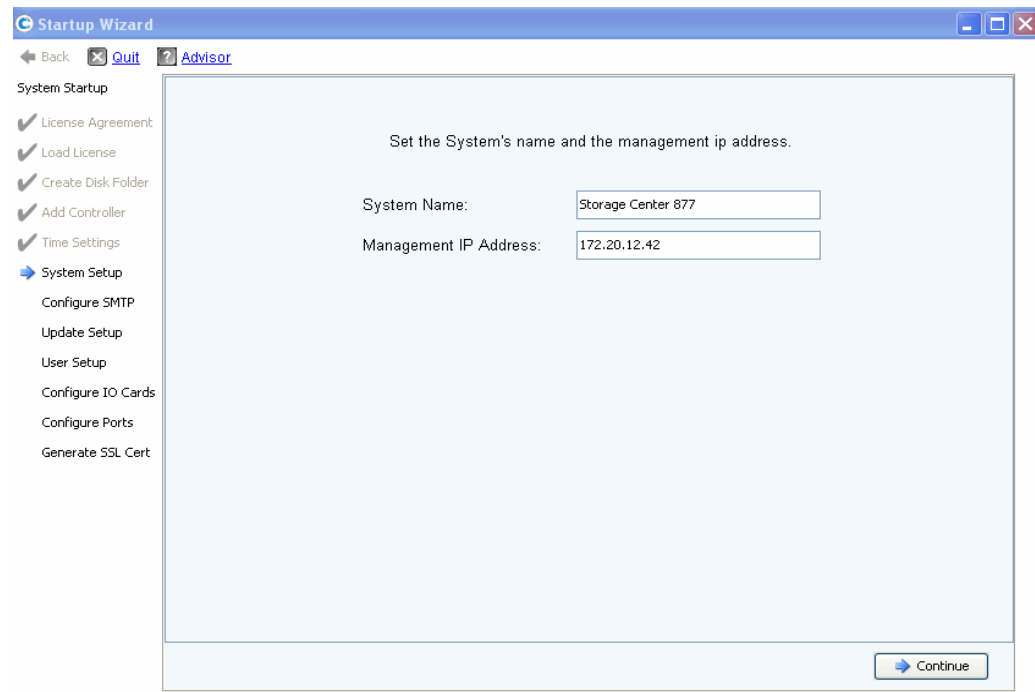 Startup Wizard
Back Quit Advisor
System Startup
License Agreement
Load License
Create Disk Folder
Add Controller
Time Settings
System Setup
Configure SMTP
Update Setup
User Setup
Configure IO Cards
Configure Ports
Generate SSL Cert
Set the System's name and the management ip address.
System Name: Storage Center 877
Management IP Address: 172.20.12.42
Continue